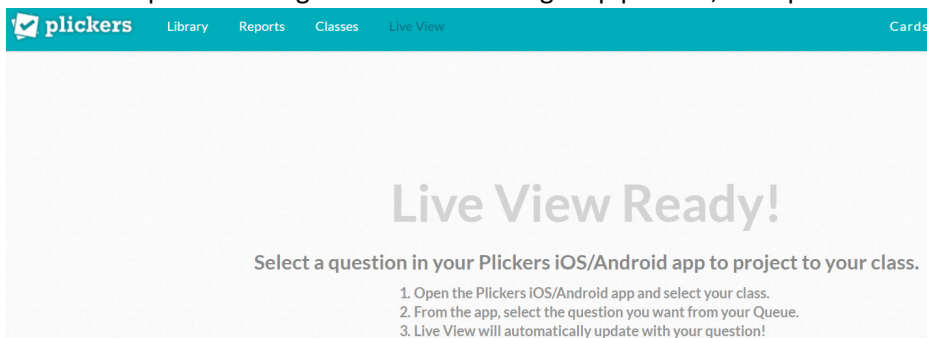 plickers Library Reports Classes Live View Cards
Live View Ready!
Select a question in your Plickers iOS/Android app to project to your class.
1. Open the Plickers iOS/Android app and select your class.
2. From the app, select the question you want from your Queue.
3. Live View will automatically update with your question!